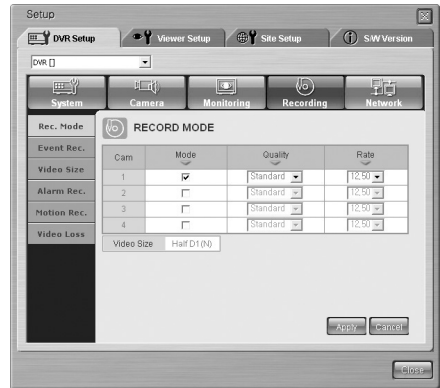 Setup
DVR Setup Viewer Setup Site Setup S/W Version
DVR []
System Camera Monitoring Recording Network
Rec. Mode
Event Rec.
Video Size
Alarm Rec.
Motion Rec.
Video Loss
RECORD MODE
Cam Mode Quality Rate
1 Standard 12,50
2 Standard 12,50
3 Standard 12,50
4 Standard 12,50
Video Size Half D1(N)
Apply Cancel
Close